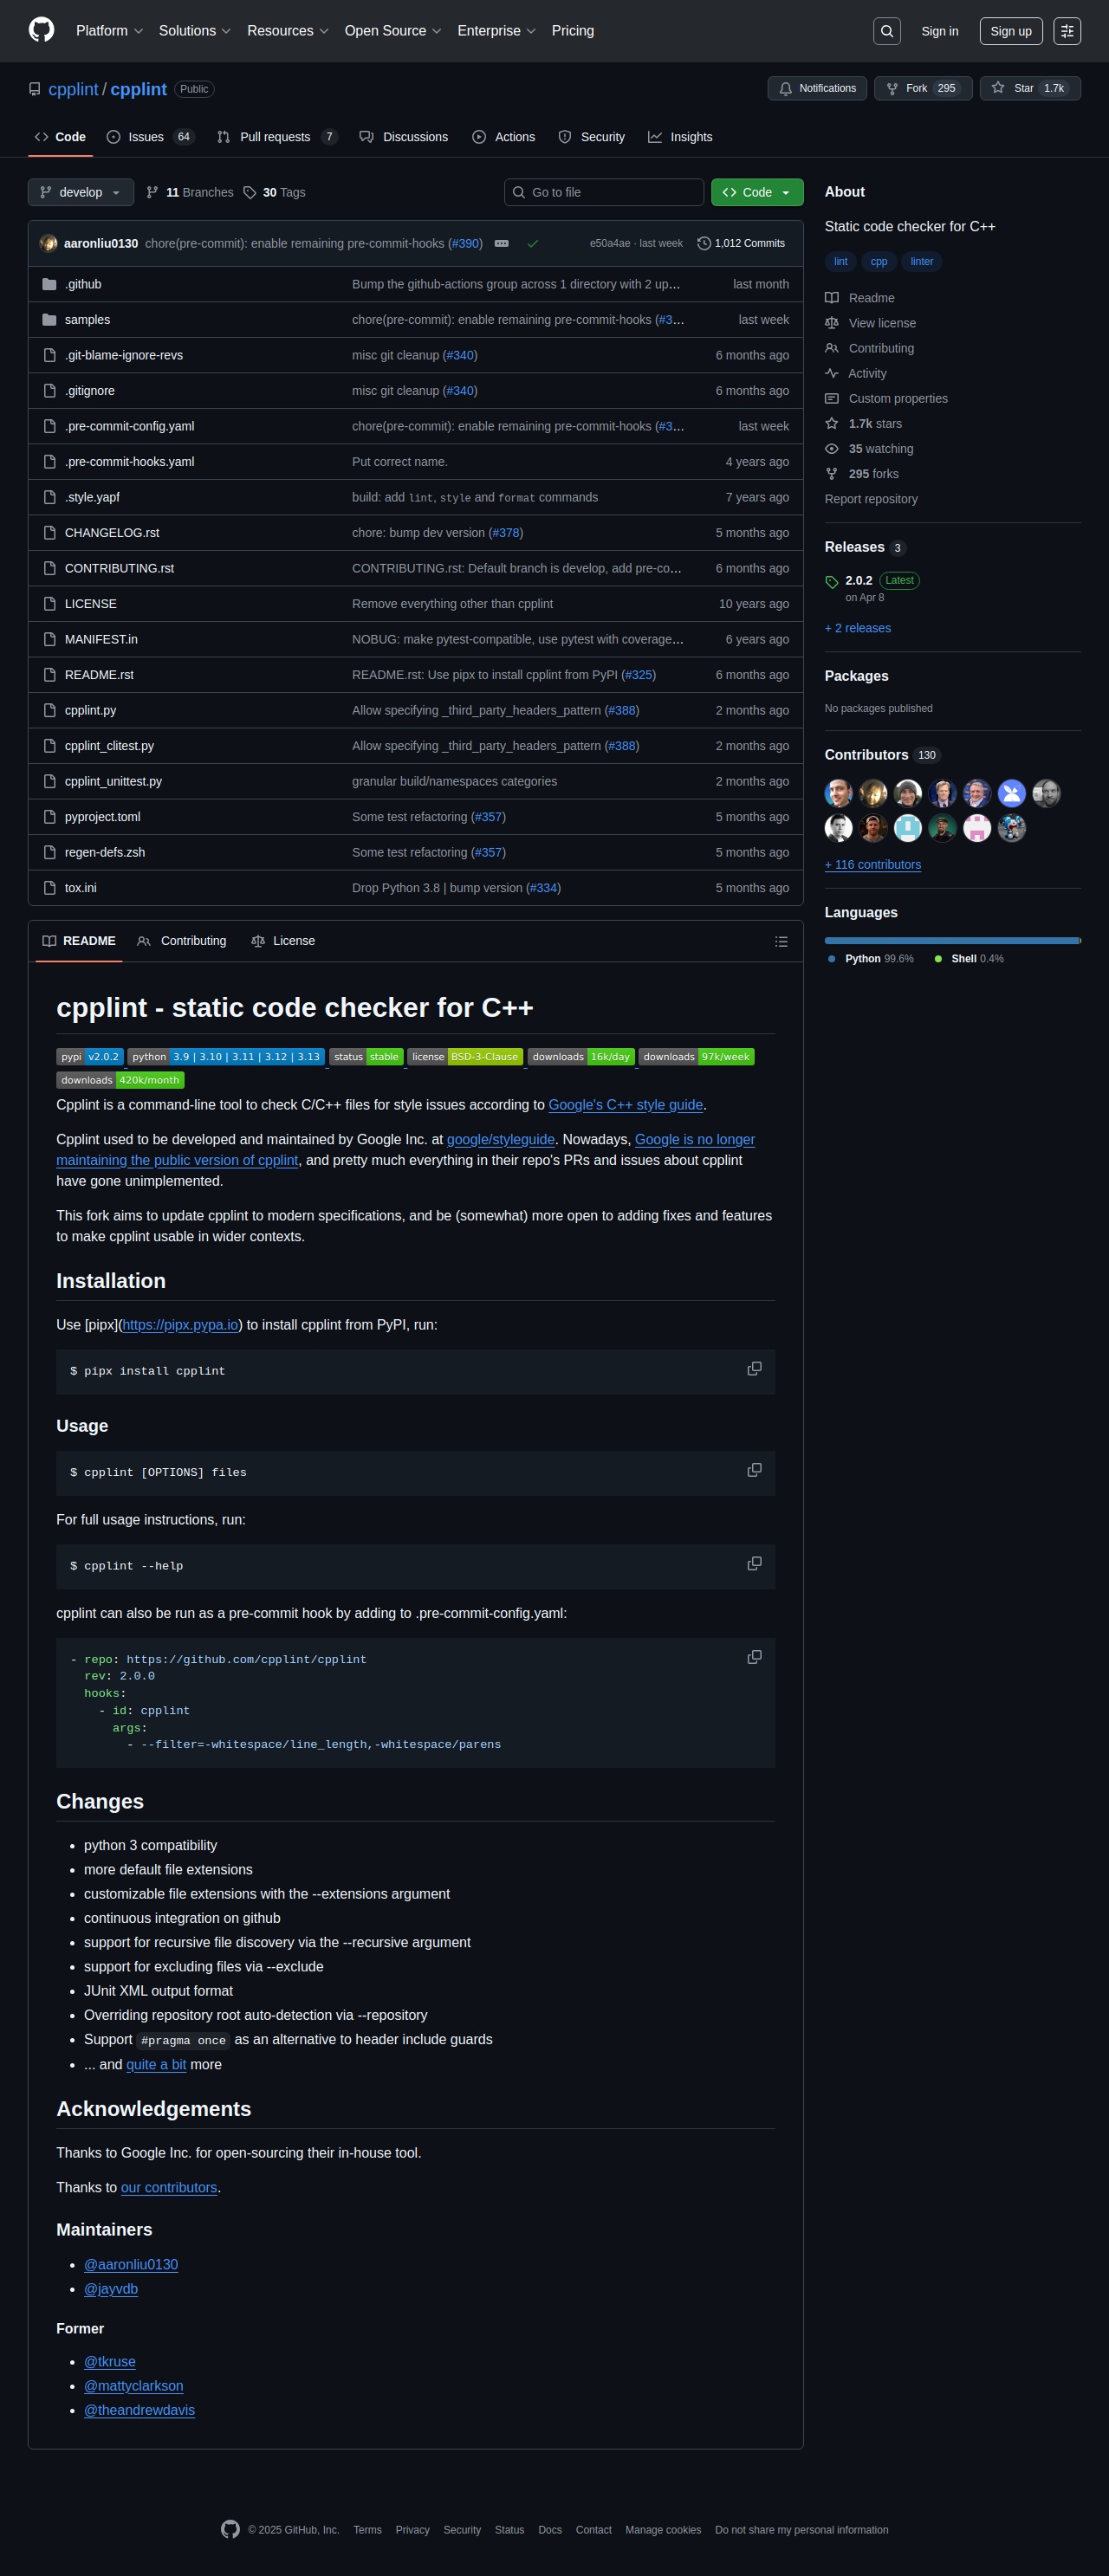 Platform Solutions Resources Open Source Enterprise Pricing Sign in Sign up
cpplint / cpplint Public Notifications Fork 295 Star 1.7k
Code Issues 64 Pull requests 7 Discussions Actions Security Insights
develop 11 Branches 30 Tags Go to file Code
aaronliu0130 chore(pre-commit): enable remaining pre-commit-hooks (#390) e50a4ae · last week 1,012 Commits
.github Bump the github-actions group across 1 directory with 2 up… last month
samples chore(pre-commit): enable remaining pre-commit-hooks (#3… last week
.git-blame-ignore-revs misc git cleanup (#340) 6 months ago
.gitignore misc git cleanup (#340) 6 months ago
.pre-commit-config.yaml chore(pre-commit): enable remaining pre-commit-hooks (#3… last week
.pre-commit-hooks.yaml Put correct name. 4 years ago
.style.yapf build: add lint, style and format commands 7 years ago
CHANGELOG.rst chore: bump dev version (#378) 5 months ago
CONTRIBUTING.rst CONTRIBUTING.rst: Default branch is develop, add pre-co… 6 months ago
LICENSE Remove everything other than cpplint 10 years ago
MANIFEST.in NOBUG: make pytest-compatible, use pytest with coverage… 6 years ago
README.rst README.rst: Use pipx to install cpplint from PyPI (#325) 6 months ago
cpplint.py Allow specifying _third_party_headers_pattern (#388) 2 months ago
cpplint_clitest.py Allow specifying _third_party_headers_pattern (#388) 2 months ago
cpplint_unittest.py granular build/namespaces categories 2 months ago
pyproject.toml Some test refactoring (#357) 5 months ago
regen-defs.zsh Some test refactoring (#357) 5 months ago
tox.ini Drop Python 3.8 | bump version (#334) 5 months ago
README Contributing License
cpplint - static code checker for C++
pypi v2.0.2 python 3.9 | 3.10 | 3.11 | 3.12 | 3.13 status stable license BSD-3-Clause downloads 16k/day downloads 97k/week
downloads 420k/month
Cpplint is a command-line tool to check C/C++ files for style issues according to Google's C++ style guide.
Cpplint used to be developed and maintained by Google Inc. at google/styleguide. Nowadays, Google is no longer
maintaining the public version of cpplint, and pretty much everything in their repo's PRs and issues about cpplint
have gone unimplemented.
This fork aims to update cpplint to modern specifications, and be (somewhat) more open to adding fixes and features
to make cpplint usable in wider contexts.
Installation
Use [pipx](https://pipx.pypa.io) to install cpplint from PyPI, run:
$ pipx install cpplint
Usage
$ cpplint [OPTIONS] files
For full usage instructions, run:
$ cpplint --help
cpplint can also be run as a pre-commit hook by adding to .pre-commit-config.yaml:
- repo: https://github.com/cpplint/cpplint
rev: 2.0.0
hooks:
- id: cpplint
args:
- --filter=-whitespace/line_length,-whitespace/parens
Changes
• python 3 compatibility
• more default file extensions
• customizable file extensions with the --extensions argument
• continuous integration on github
• support for recursive file discovery via the --recursive argument
• support for excluding files via --exclude
• JUnit XML output format
• Overriding repository root auto-detection via --repository
• Support #pragma once as an alternative to header include guards
• ... and quite a bit more
Acknowledgements
Thanks to Google Inc. for open-sourcing their in-house tool.
Thanks to our contributors.
Maintainers
• @aaronliu0130
• @jayvdb
Former
• @tkruse
• @mattyclarkson
• @theandrewdavis
About
Static code checker for C++
lint cpp linter
Readme
View license
Contributing
Activity
Custom properties
1.7k stars
35 watching
295 forks
Report repository
Releases 3
2.0.2 Latest
on Apr 8
+ 2 releases
Packages
No packages published
Contributors 130
+ 116 contributors
Languages
Python 99.6% Shell 0.4%
© 2025 GitHub, Inc. Terms Privacy Security Status Docs Contact Manage cookies Do not share my personal information